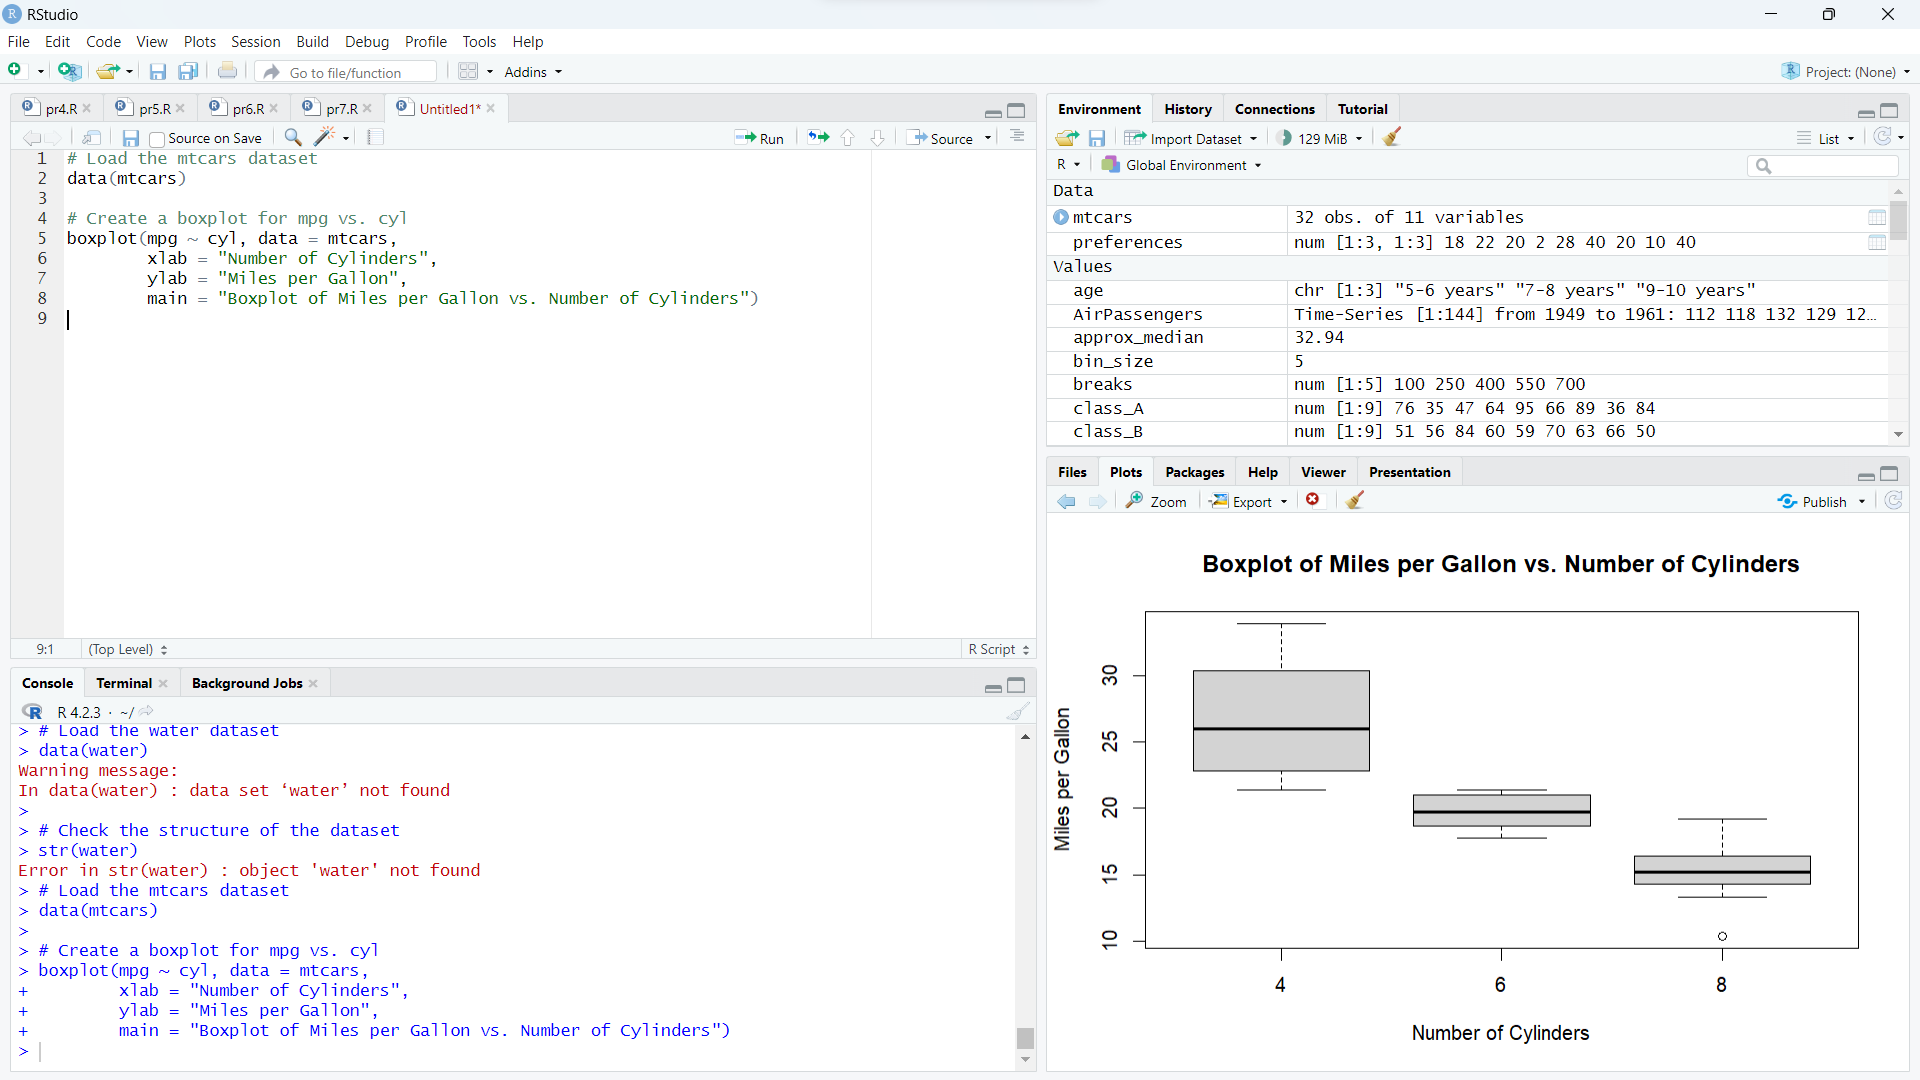 RStudio
File Edit Code View Plots Session Build Debug Profile Tools Help
Go to file/function Addins Project: (None)
pr4.R pr5.R pr6.R pr7.R Untitled1*
Source on Save Run Source
1 # Load the mtcars dataset
2 data(mtcars)
3
4 # Create a boxplot for mpg vs. cyl
5 boxplot(mpg ~ cyl, data = mtcars,
6 xlab = "Number of Cylinders",
7 ylab = "Miles per Gallon",
8 main = "Boxplot of Miles per Gallon vs. Number of Cylinders")
9
9:1 (Top Level) R Script
Console Terminal Background Jobs
R 4.2.3 · ~/
> # Load the water dataset
> data(water)
Warning message:
In data(water) : data set ‘water’ not found
>
> # Check the structure of the dataset
> str(water)
Error in str(water) : object 'water' not found
> # Load the mtcars dataset
> data(mtcars)
>
> # Create a boxplot for mpg vs. cyl
> boxplot(mpg ~ cyl, data = mtcars,
+ xlab = "Number of Cylinders",
+ ylab = "Miles per Gallon",
+ main = "Boxplot of Miles per Gallon vs. Number of Cylinders")
>
Environment History Connections Tutorial
Import Dataset 129 MiB List
R Global Environment
Data
mtcars 32 obs. of 11 variables
preferences num [1:3, 1:3] 18 22 20 2 28 40 20 10 40
Values
age chr [1:3] "5-6 years" "7-8 years" "9-10 years"
AirPassengers Time-Series [1:144] from 1949 to 1961: 112 118 132 129 12…
approx_median 32.94
bin_size 5
breaks num [1:5] 100 250 400 550 700
class_A num [1:9] 76 35 47 64 95 66 89 36 84
class_B num [1:9] 51 56 84 60 59 70 63 66 50
Files Plots Packages Help Viewer Presentation
Zoom Export Publish
Boxplot of Miles per Gallon vs. Number of Cylinders
Miles per Gallon
30
25
20
15
10
4 6 8
Number of Cylinders